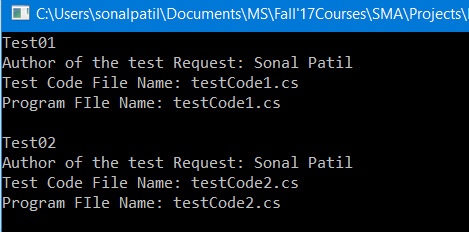 C:\Users\sonalpatil\Documents\MS\Fall'17Courses\SMA\Projects\
Test01
Author of the test Request: Sonal Patil
Test Code File Name: testCode1.cs
Program FIle Name: testCode1.cs
Test02
Author of the test Request: Sonal Patil
Test Code File Name: testCode2.cs
Program FIle Name: testCode2.cs